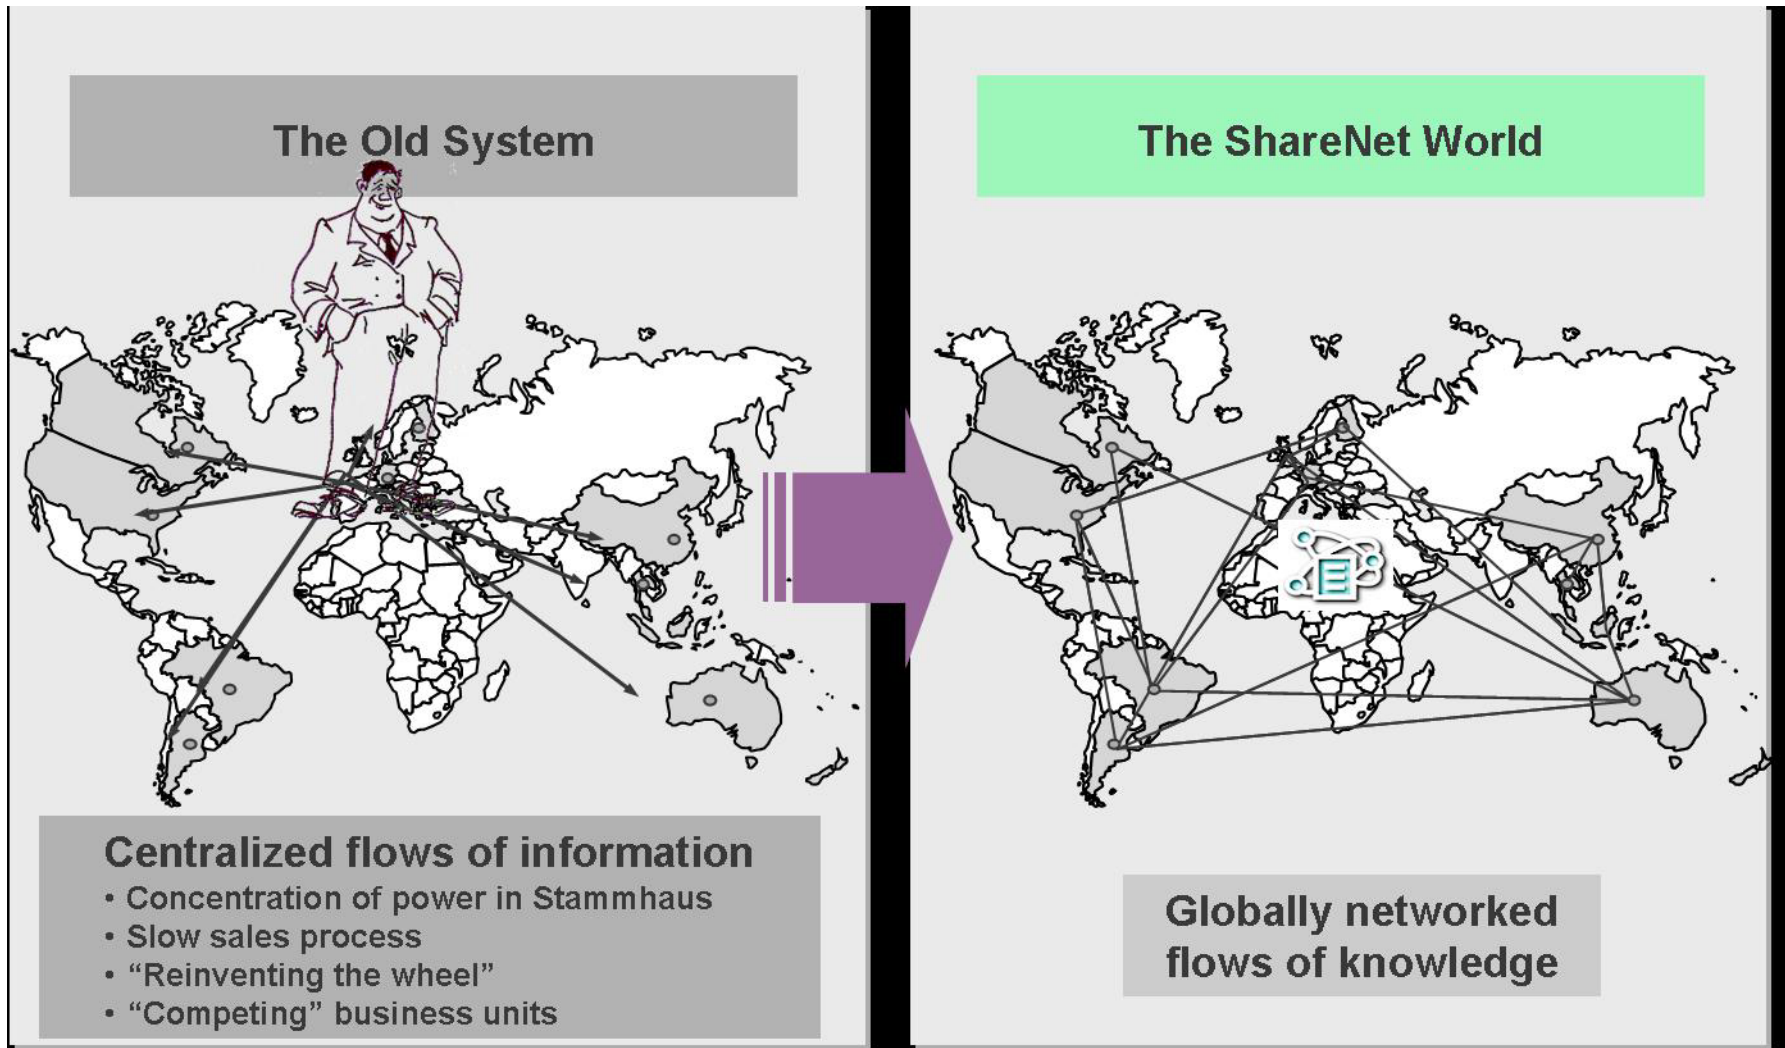 The Old System
Centralized flows of information
• Concentration of power in Stammhaus
• Slow sales process
• “Reinventing the wheel”
• “Competing” business units
The ShareNet World
Globally networked
flows of knowledge